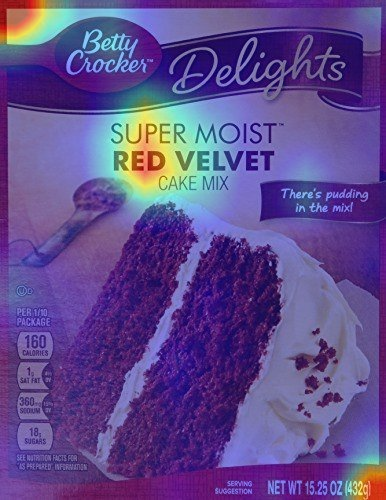 Betty
Crocker™
Delights
SUPER MOIST™
RED VELVET
CAKE MIX
There's pudding
in the mix!
PER 1/10
PACKAGE
160
CALORIES
1g
SAT FAT
360mg
SODIUM
18g
SUGARS
SEE NUTRITION FACTS FOR
"AS PREPARED" INFORMATION
SERVING
SUGGESTION
NET WT 15.25 OZ (432g)